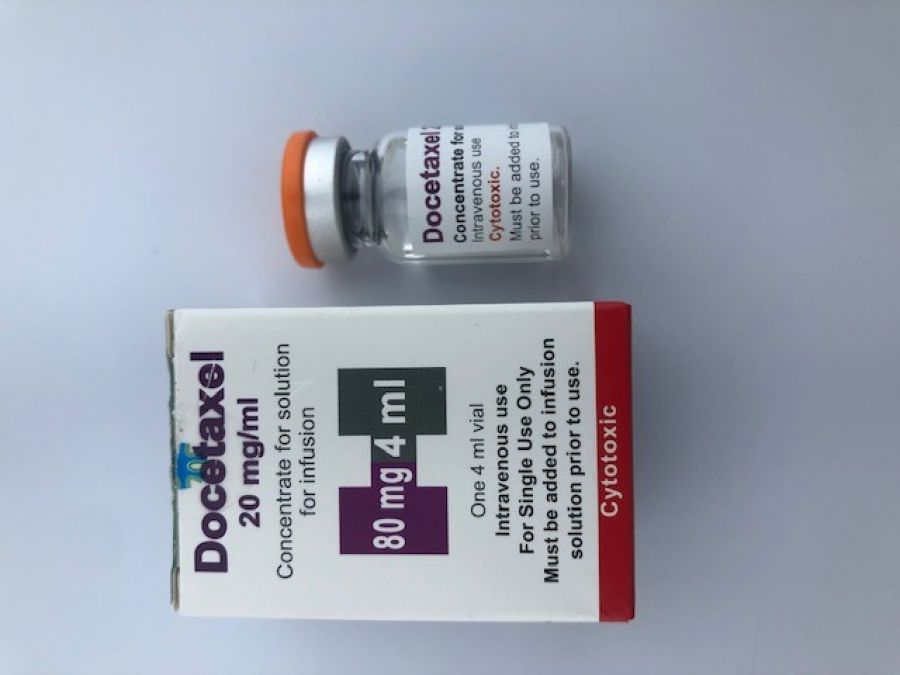 Docetaxel
20 mg/ml
Concentrate for solution
for infusion
80 mg 4 ml
One 4 ml vial
Intravenous use
For Single Use Only
Must be added to infusion
solution prior to use.
Cytotoxic
Docetaxel
Concentrate for
Intravenous use
Cytotoxic.
Must be added to
prior to use.